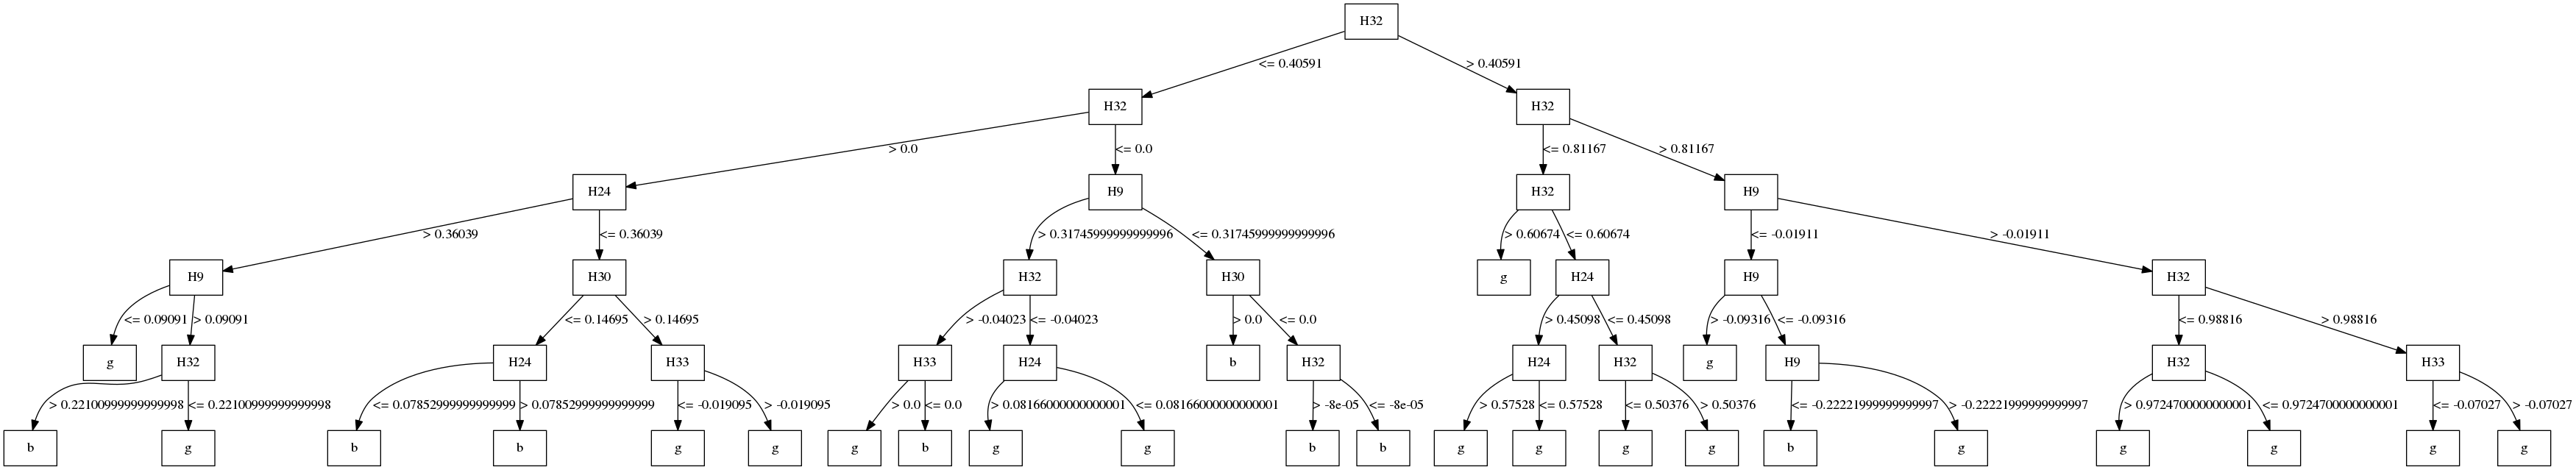 H32
<= 0.40591 > 0.40591
H32 H32
> 0.0 <= 0.0 <= 0.81167 > 0.81167
H24 H9 H32 H9
> 0.36039 <= 0.36039 > 0.31745999999999996 <= 0.31745999999999996 > 0.60674 <= 0.60674 <= -0.01911 > -0.01911
H9 H30 H32 H30 g H24 H9 H32
<= 0.09091 > 0.09091 <= 0.14695 > 0.14695 > -0.04023 <= -0.04023 > 0.0 <= 0.0 > 0.45098 <= 0.45098 > -0.09316 <= -0.09316 <= 0.98816 > 0.98816
g H32 H24 H33 H33 H24 b H32 H24 H32 g H9 H32 H33
> 0.22100999999999998 <= 0.22100999999999998 <= 0.07852999999999999 > 0.07852999999999999 <= -0.019095 > -0.019095 > 0.0 <= 0.0 > 0.08166000000000001 <= 0.08166000000000001 > -8e-05 <= -8e-05 > 0.57528 <= 0.57528 <= 0.50376 > 0.50376 <= -0.22221999999999997 > -0.22221999999999997 > 0.9724700000000001 <= 0.9724700000000001 <= -0.07027 > -0.07027
b g b b g g g b g g b b g g g g b g g g g g